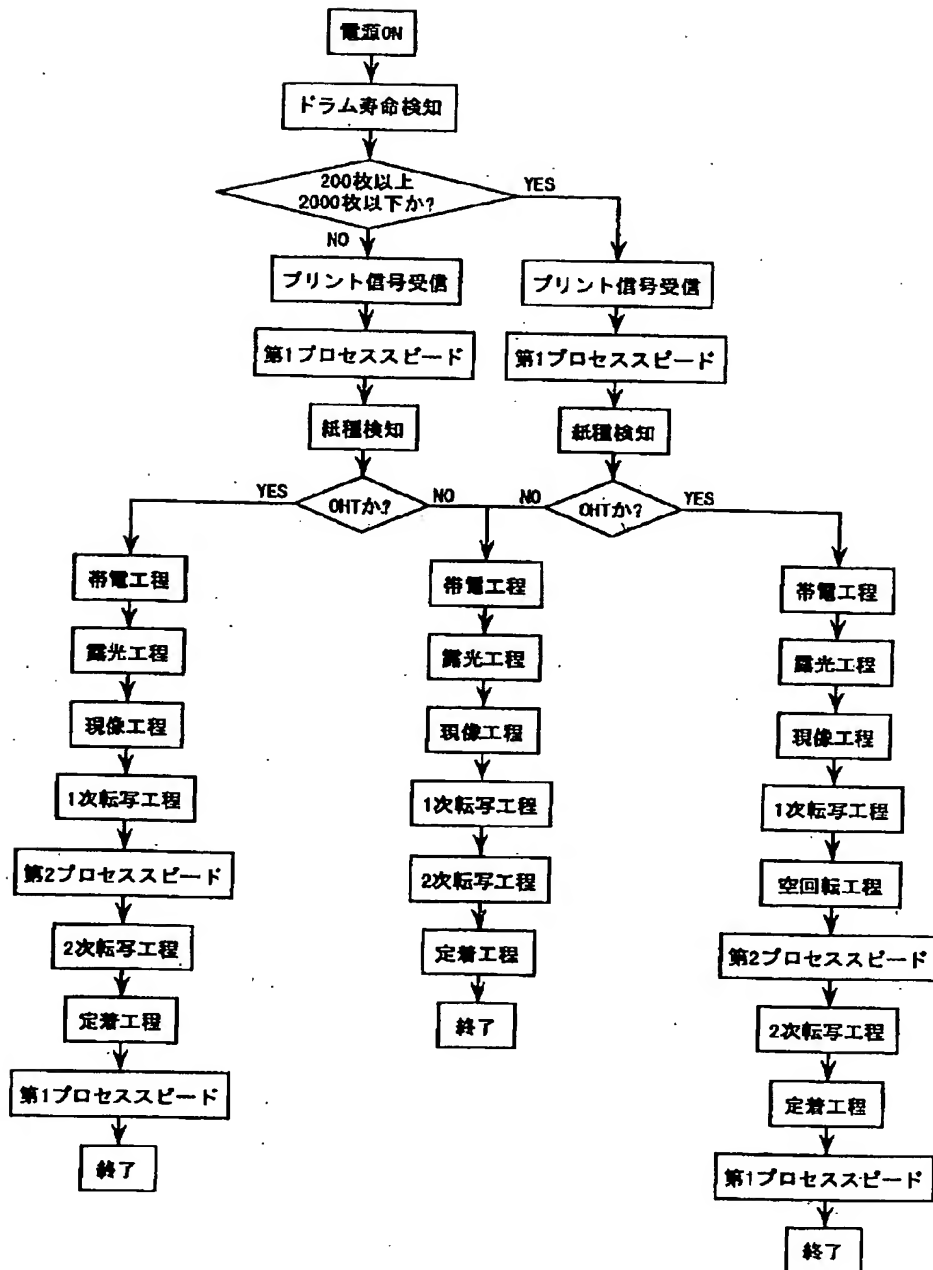 電源ON
ドラム寿命検知
200枚以上
2000枚以下か?
YES
NO
プリント信号受信
第1プロセススピード
紙種検知
OHTか?
YES
NO
プリント信号受信
第1プロセススピード
紙種検知
OHTか?
NO
YES
帯電工程
露光工程
現像工程
1次転写工程
第2プロセススピード
2次転写工程
定着工程
第1プロセススピード
終了
帯電工程
露光工程
現像工程
1次転写工程
2次転写工程
定着工程
終了
帯電工程
露光工程
現像工程
1次転写工程
空回転工程
第2プロセススピード
2次転写工程
定着工程
第1プロセススピード
終了